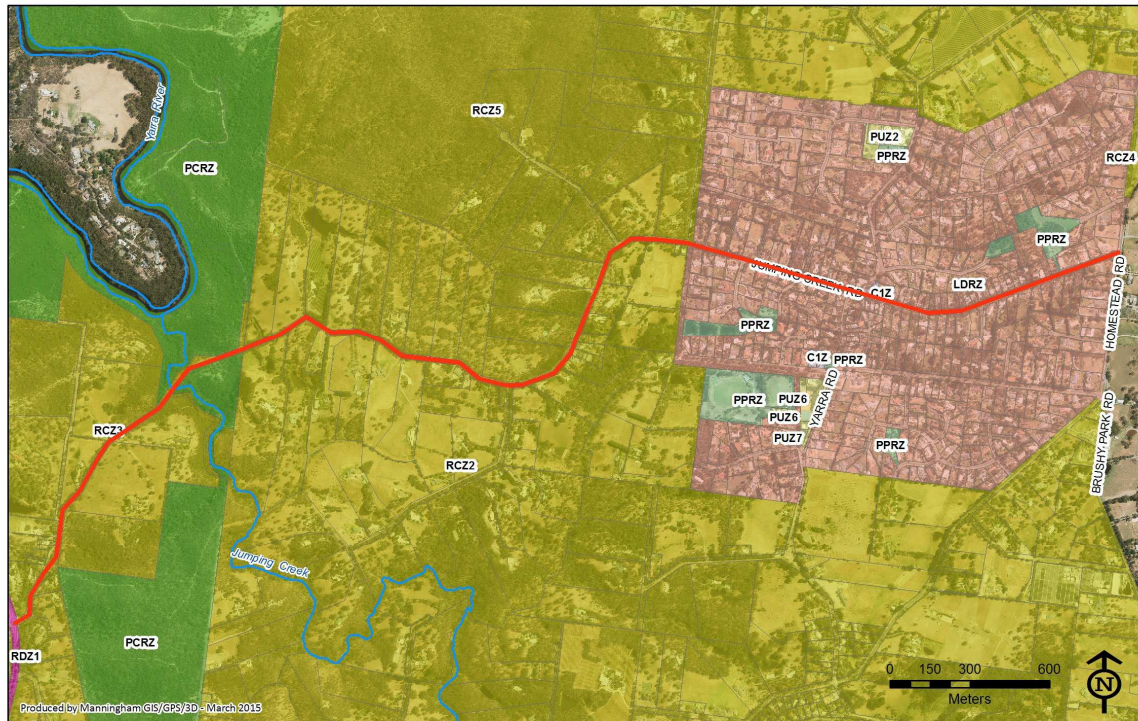 RCZ5
Yarra River
PUZ2
PPRZ
PCRZ
RCZ4
PPRZ
HOMESTEAD RD
JUMPING CREEK RD
C1Z
LDRZ
PPRZ
C1Z
PPRZ
PPRZ
PUZ6
PUZ6
YARRA RD
PUZ7
PPRZ
RCZ3
RCZ2
BRUSHY PARK RD
Jumping Creek
PCRZ
RDZ1
0 150 300 600
Meters
N
Produced by Manningham GIS/GPS/3D - March 2015